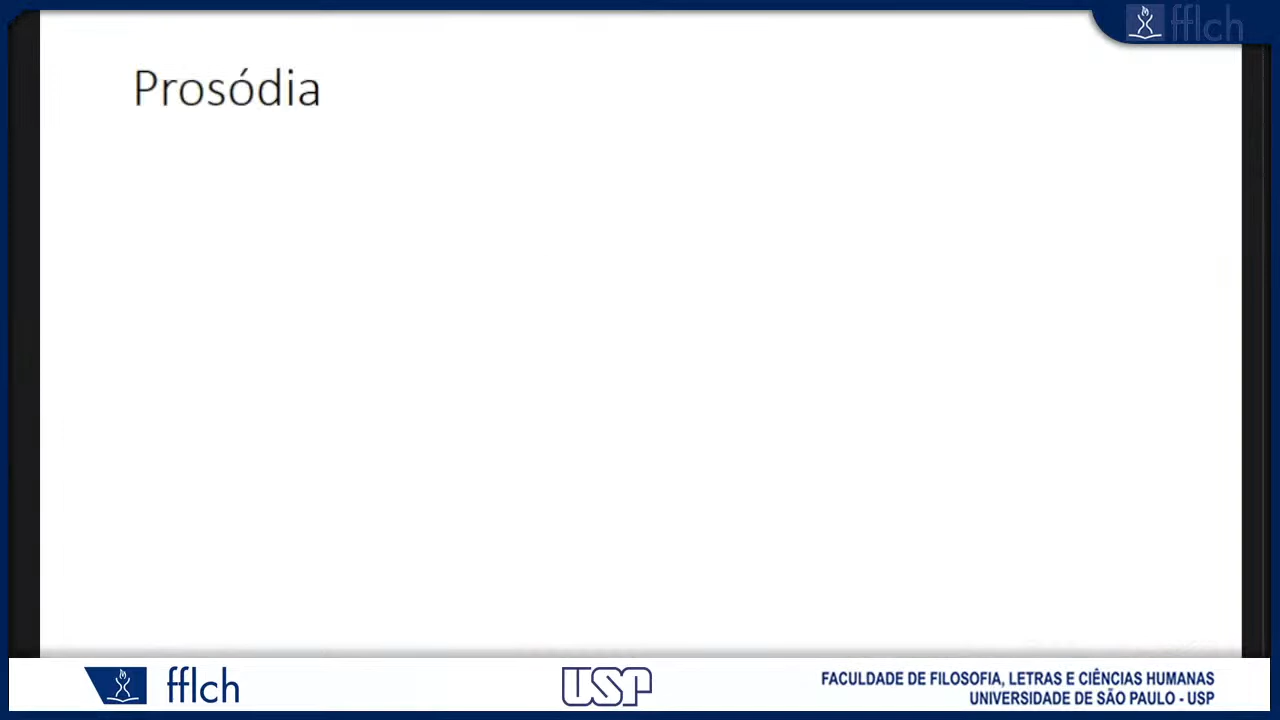 fflch
Prosódia
fflch
USP
FACULDADE DE FILOSOFIA, LETRAS E CIÊNCIAS HUMANAS
UNIVERSIDADE DE SÃO PAULO - USP